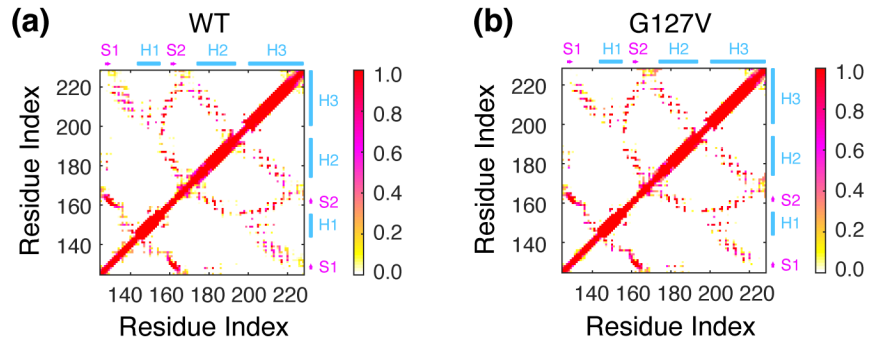 (a) WT
S1 H1 S2 H2 H3
220
200
180
160
140
H3
H2
S2
H1
S1
1.0
0.8
0.6
0.4
0.2
0.0
140 160 180 200 220
Residue Index
Residue Index
(b) G127V
S1 H1 S2 H2 H3
220
200
180
160
140
H3
H2
S2
H1
S1
1.0
0.8
0.6
0.4
0.2
0.0
140 160 180 200 220
Residue Index
Residue Index